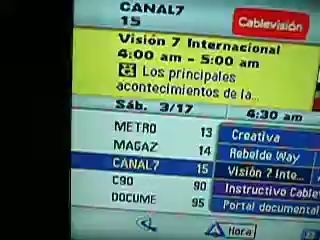 CANAL7
15
Cablevisión
Visión 7 Internacional
4:00 am - 5:00 am
Los principales
acontecimientos de la...
Sáb. 3/17 4:30 am
METRO 13 Creativa
MAGAZ 14 Rebelde Way
CANAL7 15 Visión 7 Inte...
C90 90 Instructivo Cable
DOCUME 95 Portal documental
Hora